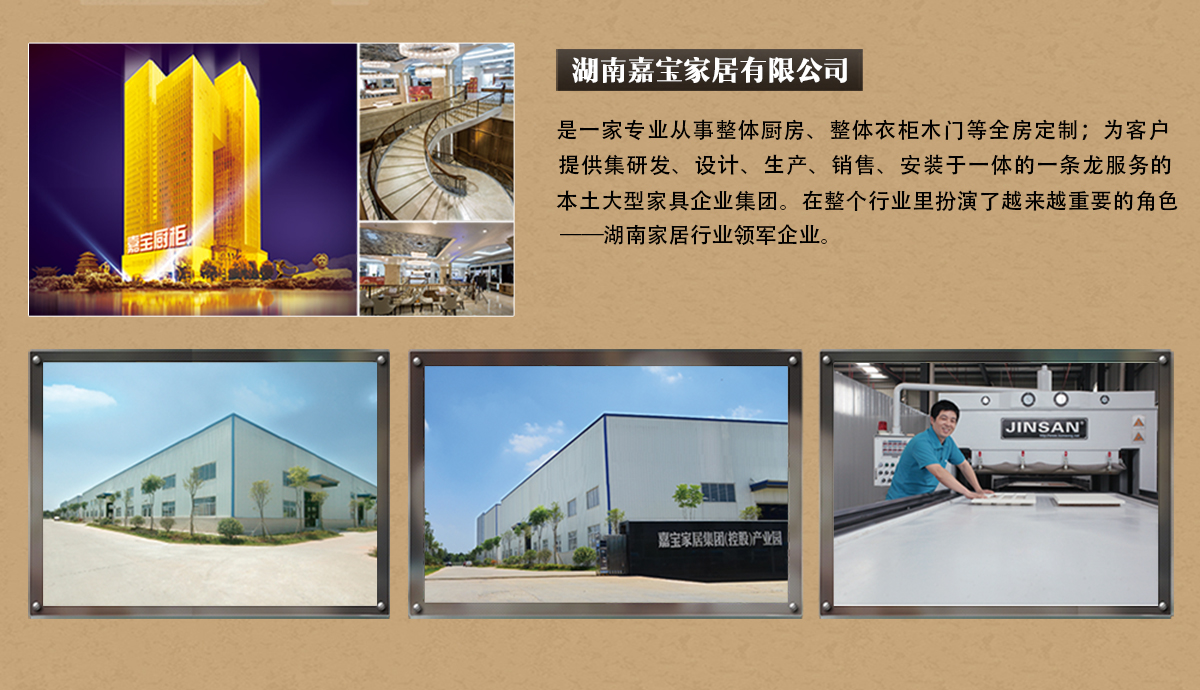 湖南嘉宝家居有限公司
是一家专业从事整体厨房、整体衣柜木门等全房定制；为客户
提供集研发、设计、生产、销售、安装于一体的一条龙服务的
本土大型家具企业集团。在整个行业里扮演了越来越重要的角色
——湖南家居行业领军企业。
嘉宝厨柜
嘉宝家居集团(控股)产业园
JINSAN